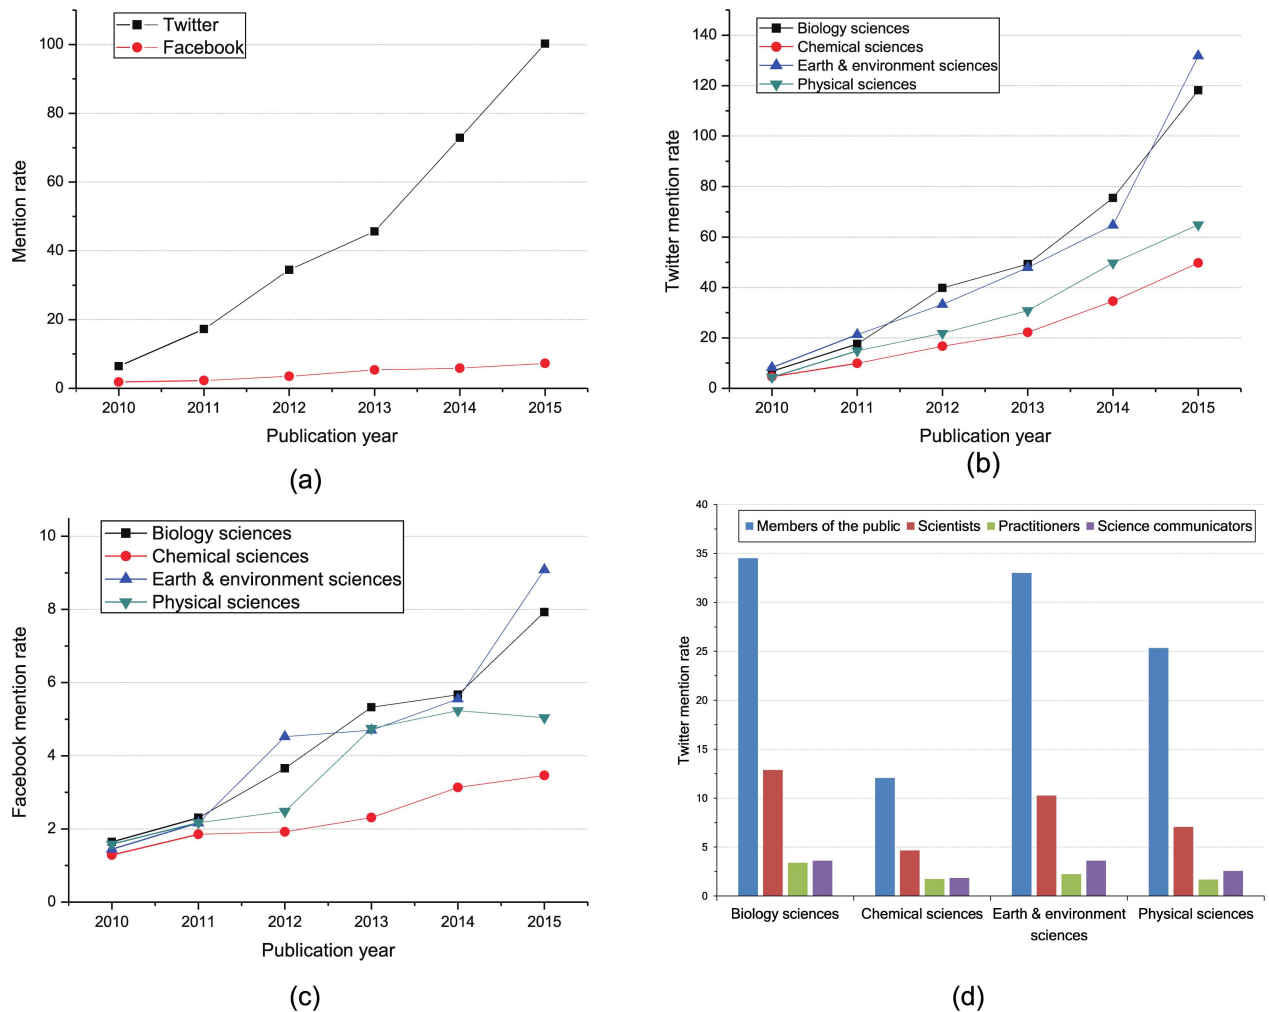 Twitter
Facebook
100
80
60
40
20
0
Mention rate
2010 2011 2012 2013 2014 2015
Publication year
(a)
Biology sciences
Chemical sciences
Earth & environment sciences
Physical sciences
140
120
100
80
60
40
20
0
Twitter mention rate
2010 2011 2012 2013 2014 2015
Publication year
(b)
Biology sciences
Chemical sciences
Earth & environment sciences
Physical sciences
10
8
6
4
2
0
Facebook mention rate
2010 2011 2012 2013 2014 2015
Publication year
(c)
Members of the public Scientists Practitioners Science communicators
40
35
30
25
20
15
10
5
0
Twitter mention rate
Biology sciences Chemical sciences Earth & environment Physical sciences
sciences
(d)